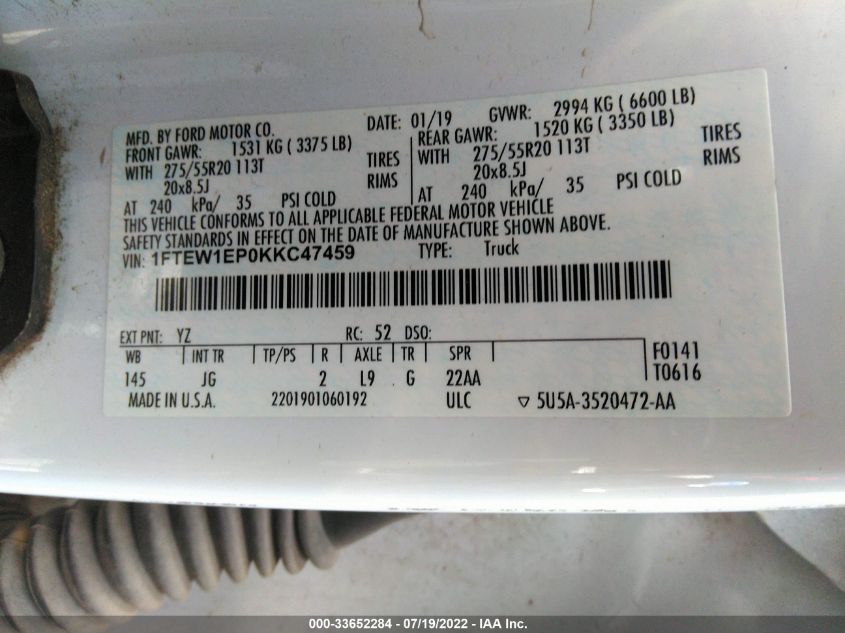 MFD. BY FORD MOTOR CO.
DATE: 01/19 GVWR: 2994 KG ( 6600 LB)
FRONT GAWR: 1531 KG ( 3375 LB)
WITH 275/55R20 113T TIRES
20x8.5J RIMS
AT 240 kPa/ 35 PSI COLD
REAR GAWR: 1520 KG ( 3350 LB)
WITH 275/55R20 113T TIRES
20x8.5J RIMS
AT 240 kPa/ 35 PSI COLD
THIS VEHICLE CONFORMS TO ALL APPLICABLE FEDERAL MOTOR VEHICLE
SAFETY STANDARDS IN EFFECT ON THE DATE OF MANUFACTURE SHOWN ABOVE.
VIN: 1FTEW1EP0KKC47459 TYPE: Truck
EXT PNT: YZ RC: 52 DSO:
WB INT TR TP/PS R AXLE TR SPR F0141
145 JG 2 L9 G 22AA T0616
MADE IN U.S.A. 2201901060192 ULC ▽ 5U5A-3520472-AA
000-33652284 - 07/19/2022 - IAA Inc.